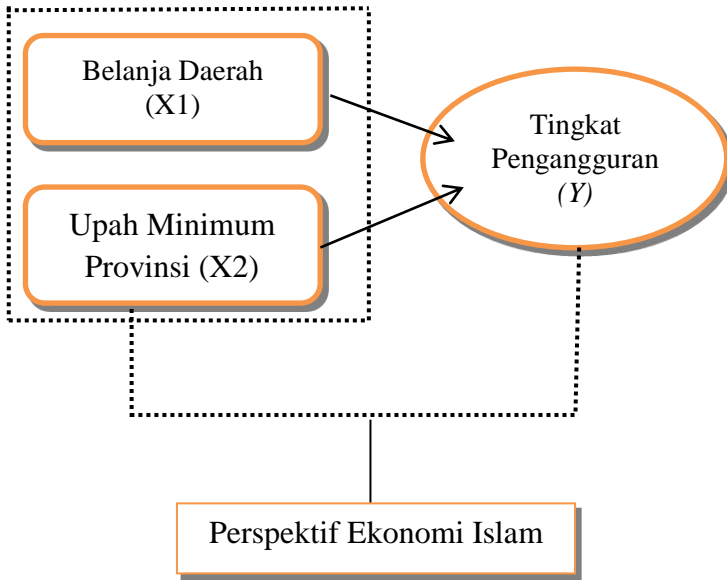 Belanja Daerah
(X1)
Tingkat
Pengangguran
(Y)
Upah Minimum
Provinsi (X2)
Perspektif Ekonomi Islam